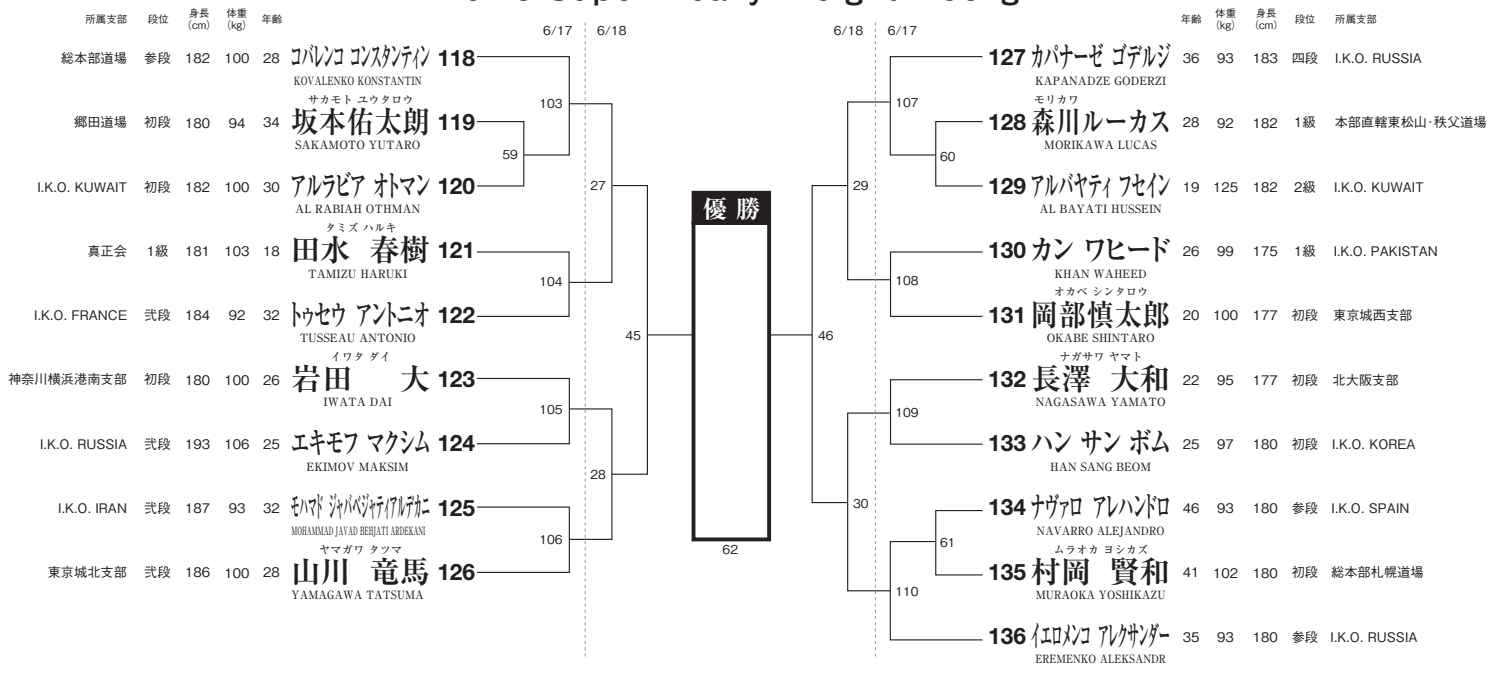 所属支部 段位 身長(cm) 体重(kg) 年齢
6/17 6/18
総本部道場 参段 182 100 28 コバレンコ コンスタンティン 118
KOVALENKO KONSTANTIN
サカモト ユウタロウ
郷田道場 初段 180 94 34 坂本佑太朗 119
SAKAMOTO YUTARO
I.K.O. KUWAIT 初段 182 100 30 アルラビア オトマン 120
AL RABIAH OTHMAN
タミズ ハルキ
真正会 1級 181 103 18 田水 春樹 121
TAMIZU HARUKI
I.K.O. FRANCE 弐段 184 92 32 トゥセウ アントニオ 122
TUSSEAU ANTONIO
イワタ ダイ
神奈川横浜港南支部 初段 180 100 26 岩田 大 123
IWATA DAI
I.K.O. RUSSIA 弐段 193 106 25 エキモフ マクシム 124
EKIMOV MAKSIM
I.K.O. IRAN 弐段 187 93 32 モハマド ジャバベジャティアルデカニ 125
MOHAMMAD JAVAD BEHJATI ARDEKANI
ヤマガワ タツマ
東京城北支部 弐段 186 100 28 山川 竜馬 126
YAMAGAWA TATSUMA
103
59
27
104
45
105
28
106
優勝
62
6/18 6/17
年齢 体重(kg) 身長(cm) 段位 所属支部
127 カパナーゼ ゴデルジ 36 93 183 四段 I.K.O. RUSSIA
KAPANADZE GODERZI
モリカワ
128 森川ルーカス 28 92 182 1級 本部直轄東松山・秩父道場
MORIKAWA LUCAS
129 アルバヤティ フセイン 19 125 182 2級 I.K.O. KUWAIT
AL BAYATI HUSSEIN
130 カン ワヒード 26 99 175 1級 I.K.O. PAKISTAN
KHAN WAHEED
オカベ シンタロウ
131 岡部慎太郎 20 100 177 初段 東京城西支部
OKABE SHINTARO
ナガサワ ヤマト
132 長澤 大和 22 95 177 初段 北大阪支部
NAGASAWA YAMATO
133 ハン サン ボム 25 97 180 初段 I.K.O. KOREA
HAN SANG BEOM
134 ナヴァロ アレハンドロ 46 93 180 参段 I.K.O. SPAIN
NAVARRO ALEJANDRO
ムラオカ ヨシカズ
135 村岡 賢和 41 102 180 初段 総本部札幌道場
MURAOKA YOSHIKAZU
136 イエロメンコ アレクサンダー 35 93 180 参段 I.K.O. RUSSIA
EREMENKO ALEKSANDR
107
60
29
108
46
109
30
61
110